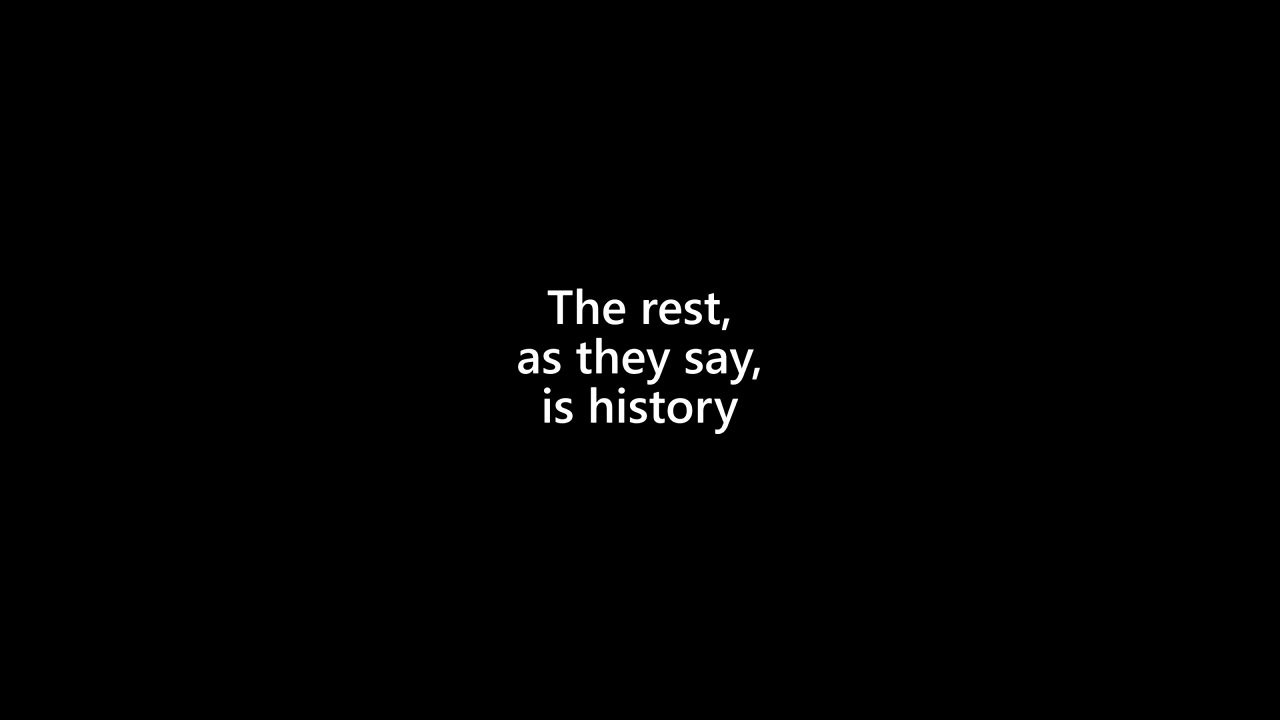 The rest,
as they say,
is history